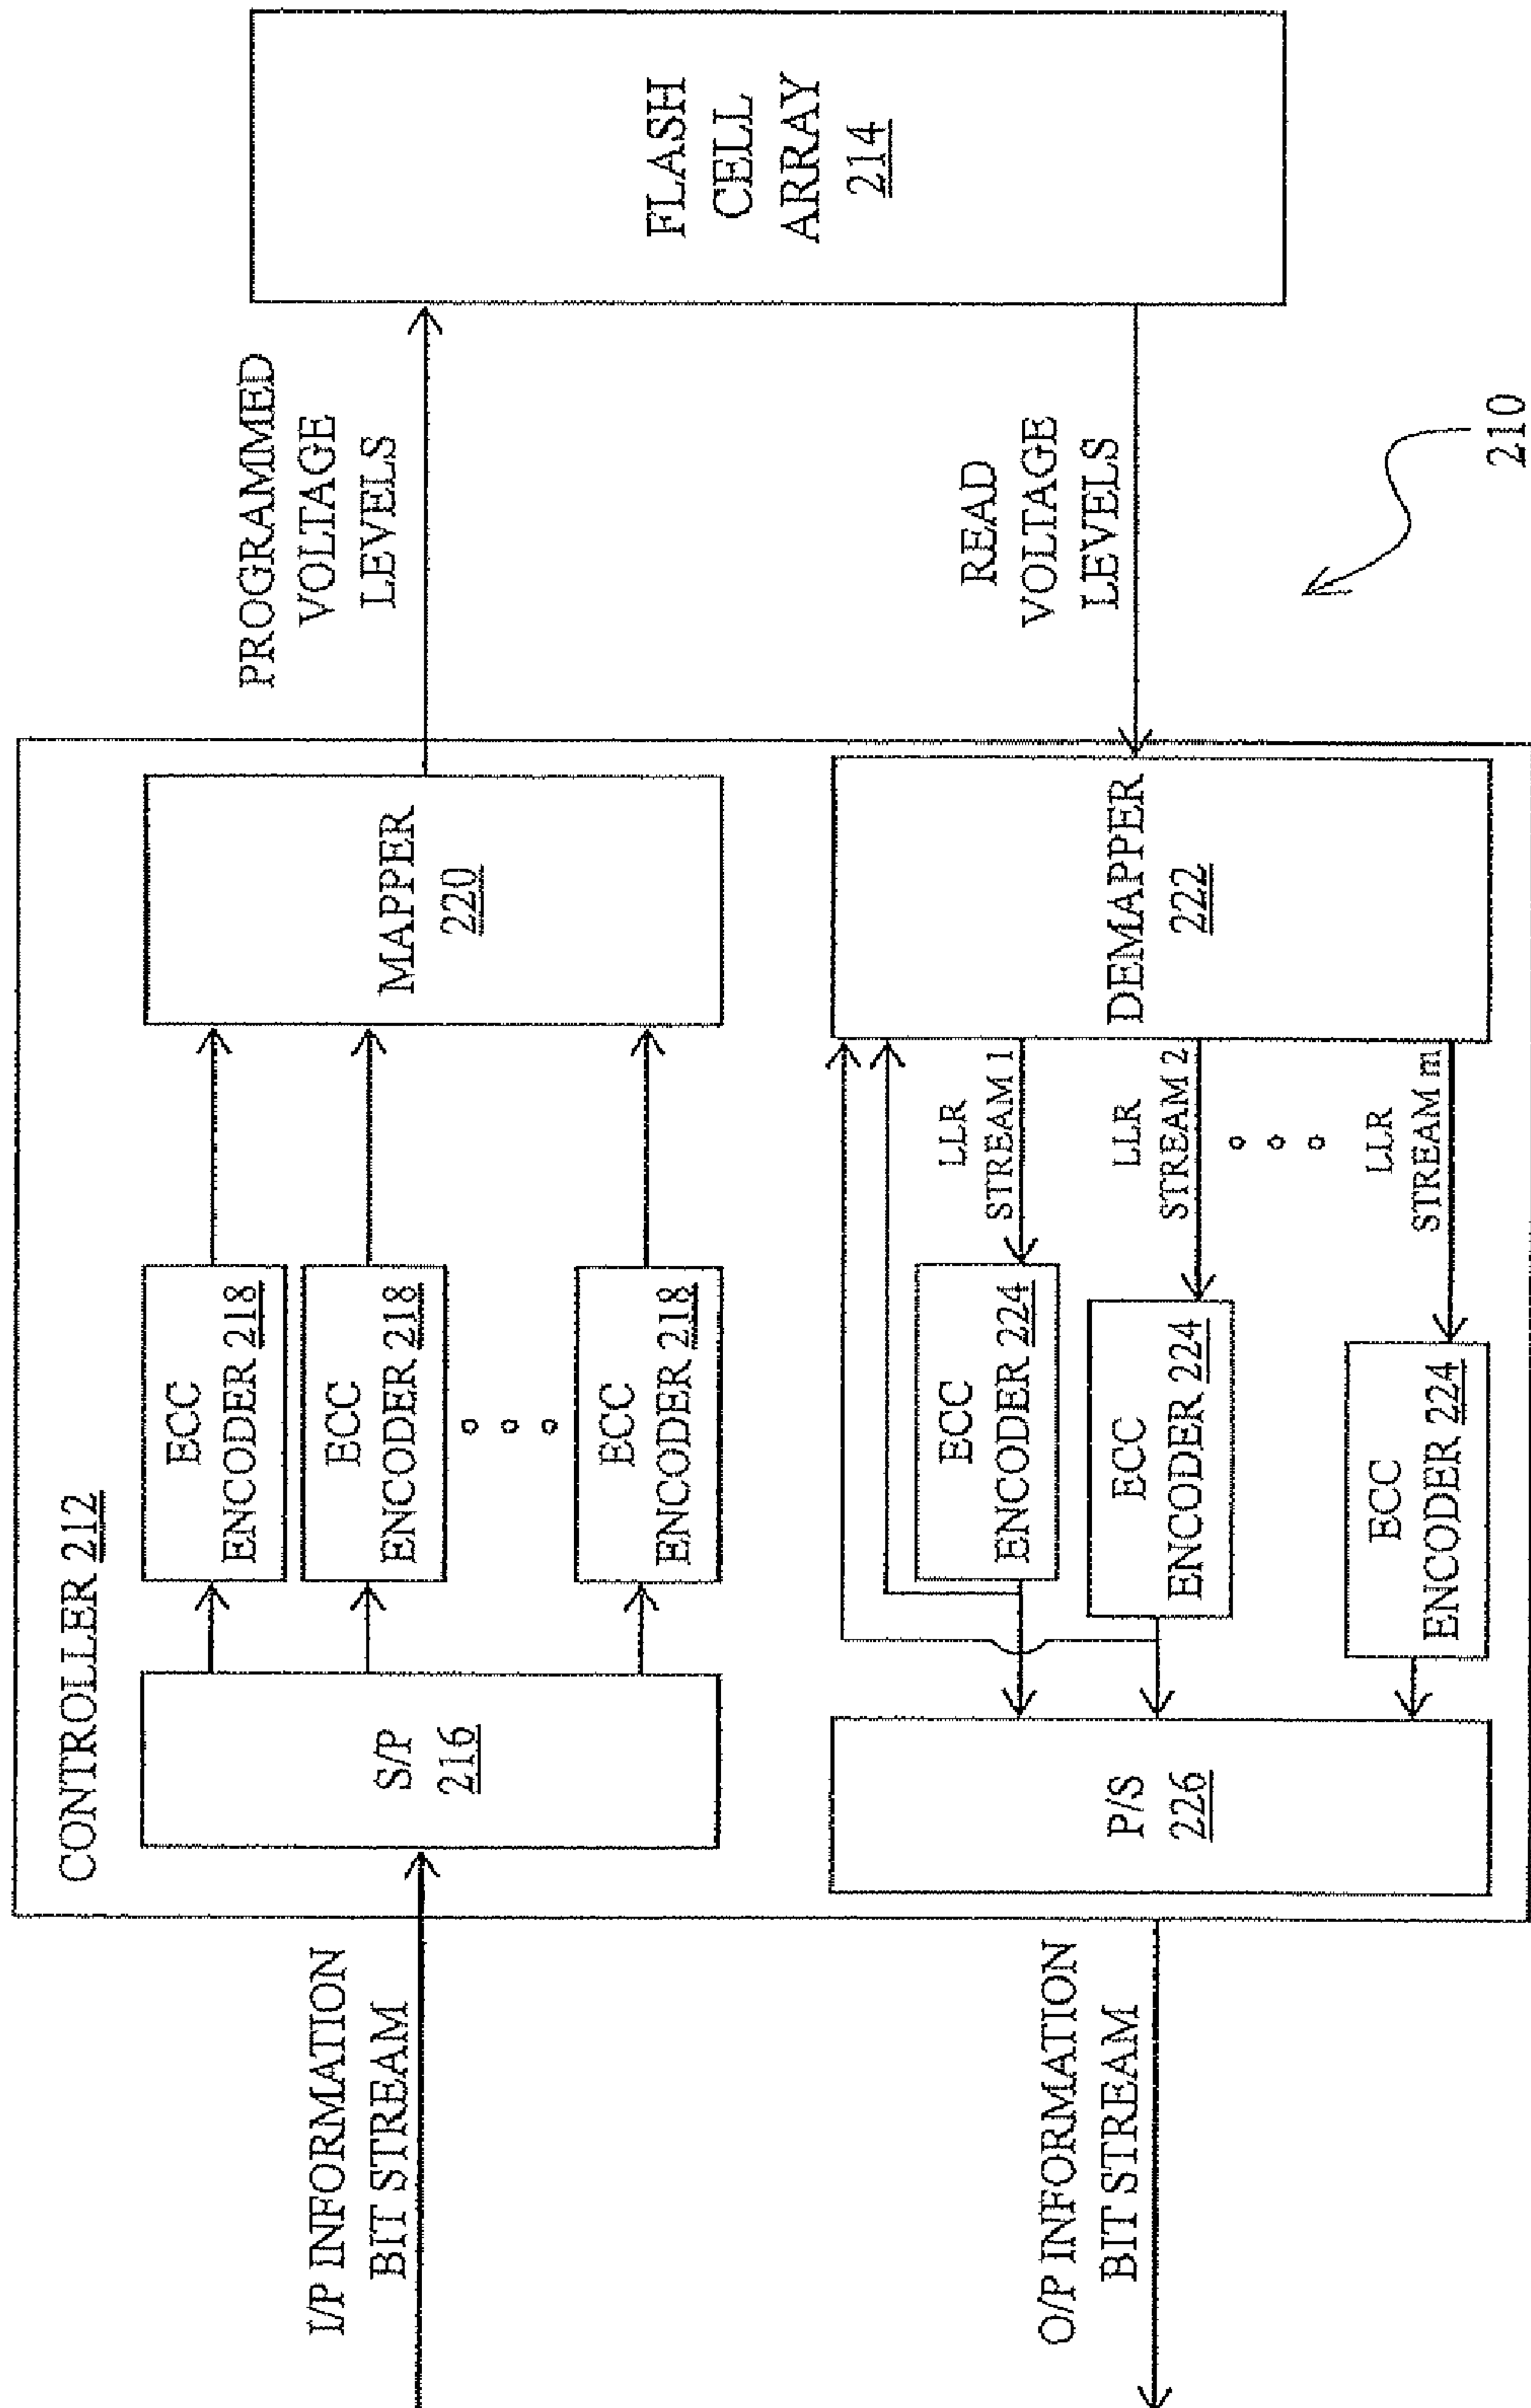 CONTROLLER 212
I/P INFORMATION
BIT STREAM
S/P
216
ECC
ENCODER 218
ECC
ENCODER 218
ECC
ENCODER 218
MAPPER
220
PROGRAMMED
VOLTAGE
LEVELS
FLASH
CELL
ARRAY
214
O/P INFORMATION
BIT STREAM
P/S
226
ECC
ENCODER 224
ECC
ENCODER 224
ECC
ENCODER 224
LLR
STREAM 1
LLR
STREAM 2
LLR
STREAM m
DEMAPPER
222
READ
VOLTAGE
LEVELS
210